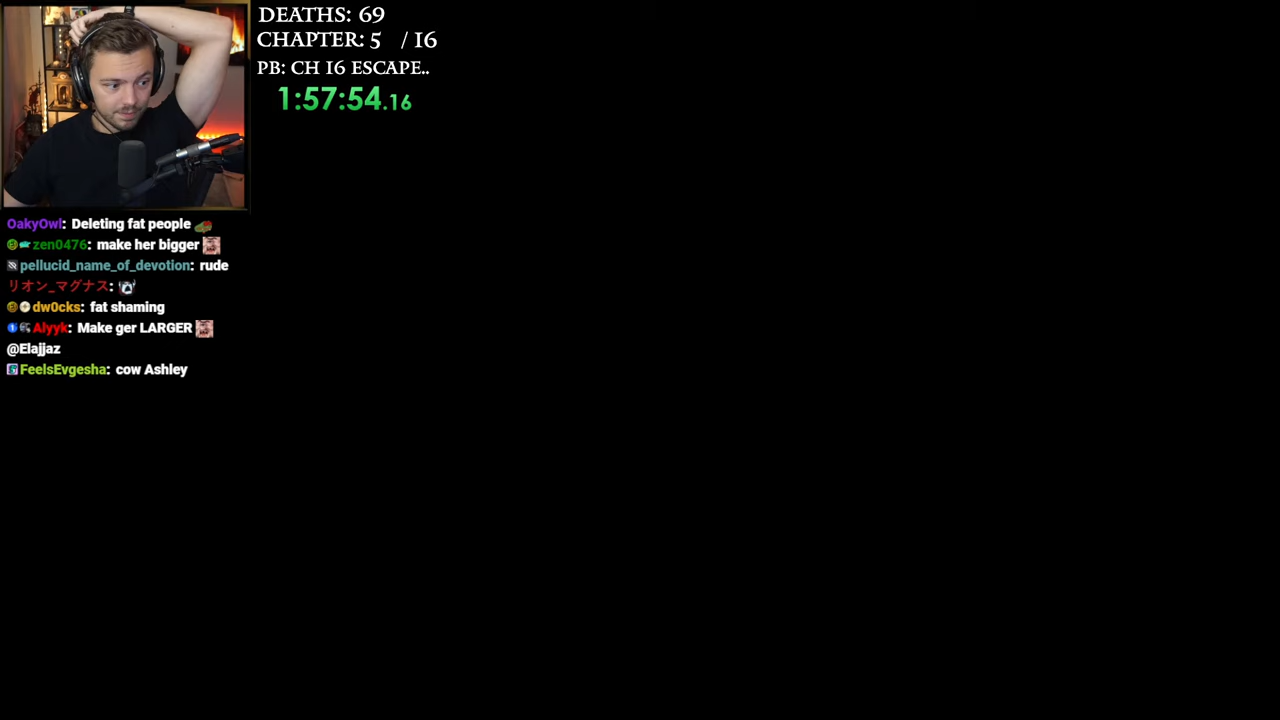 DEATHS: 69
CHAPTER: 5 / 16
PB: CH 16 ESCAPE..
1:57:54.16
OakyOwl: Deleting fat people
zen0476: make her bigger
pellucid_name_of_devotion: rude
リオン_マグナス:
dw0cks: fat shaming
Alyyk: Make ger LARGER
@Elajjaz
FeelsEvgesha: cow Ashley